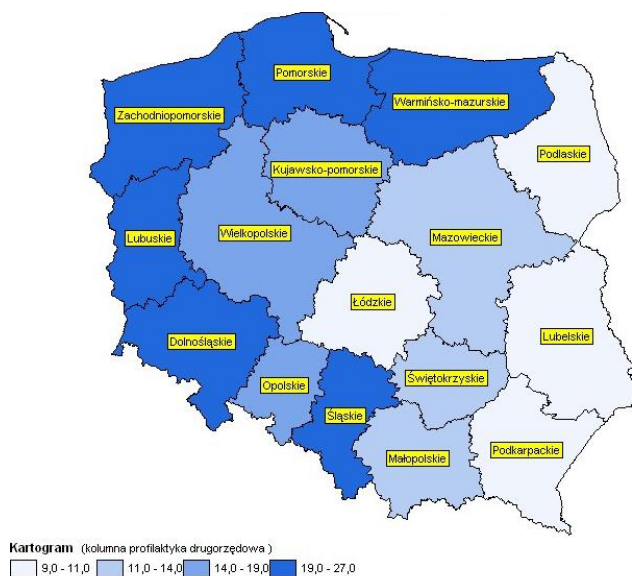 Pomorskie
Zachodniopomorskie
Warmińsko-mazurskie
Podlaskie
Kujawsko-pomorskie
Lubuskie
Wielkopolskie
Mazowieckie
Łódzkie
Dolnośląskie
Lubelskie
Opolskie
Świętokrzyskie
Śląskie
Małopolskie
Podkarpackie
Kartogram (kolumna profilaktyka drugorzędowa )
9,0 - 11,0 11,0 - 14,0 14,0 - 19,0 19,0 - 27,0